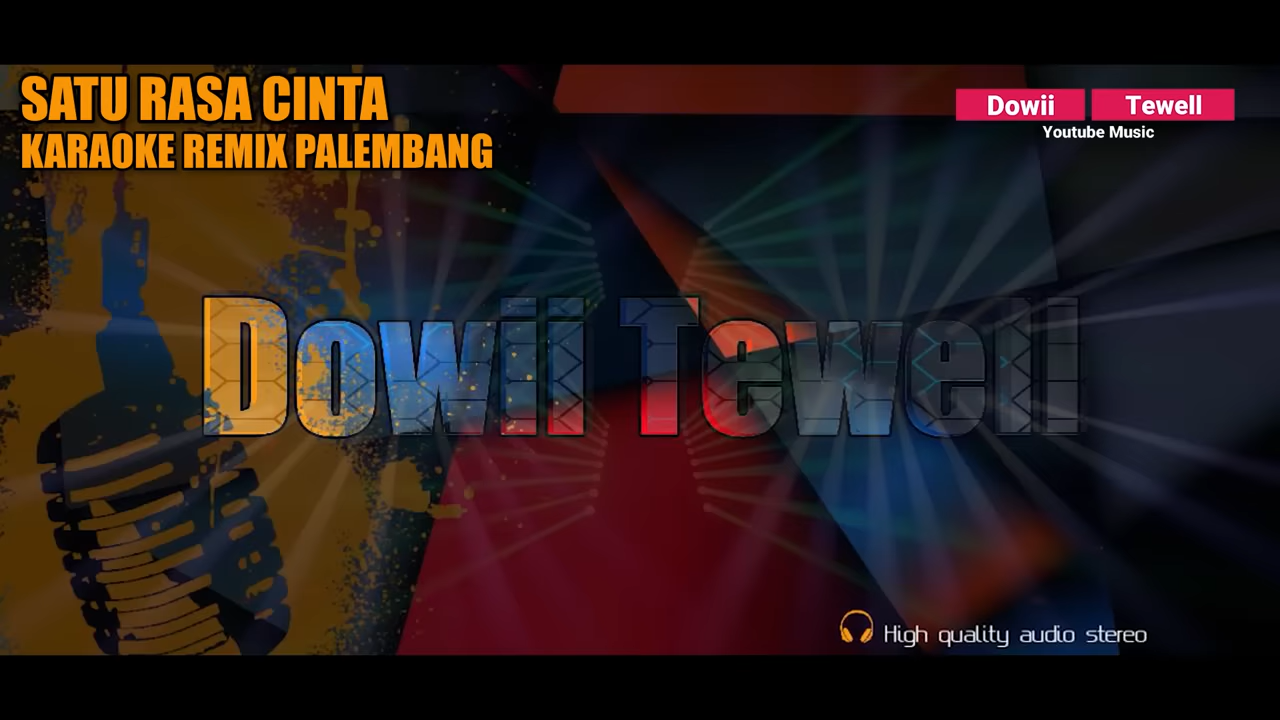 SATU RASA CINTA
KARAOKE REMIX PALEMBANG
Dowii Tewell
Youtube Music
Dowii Tewell
High quality audio stereo